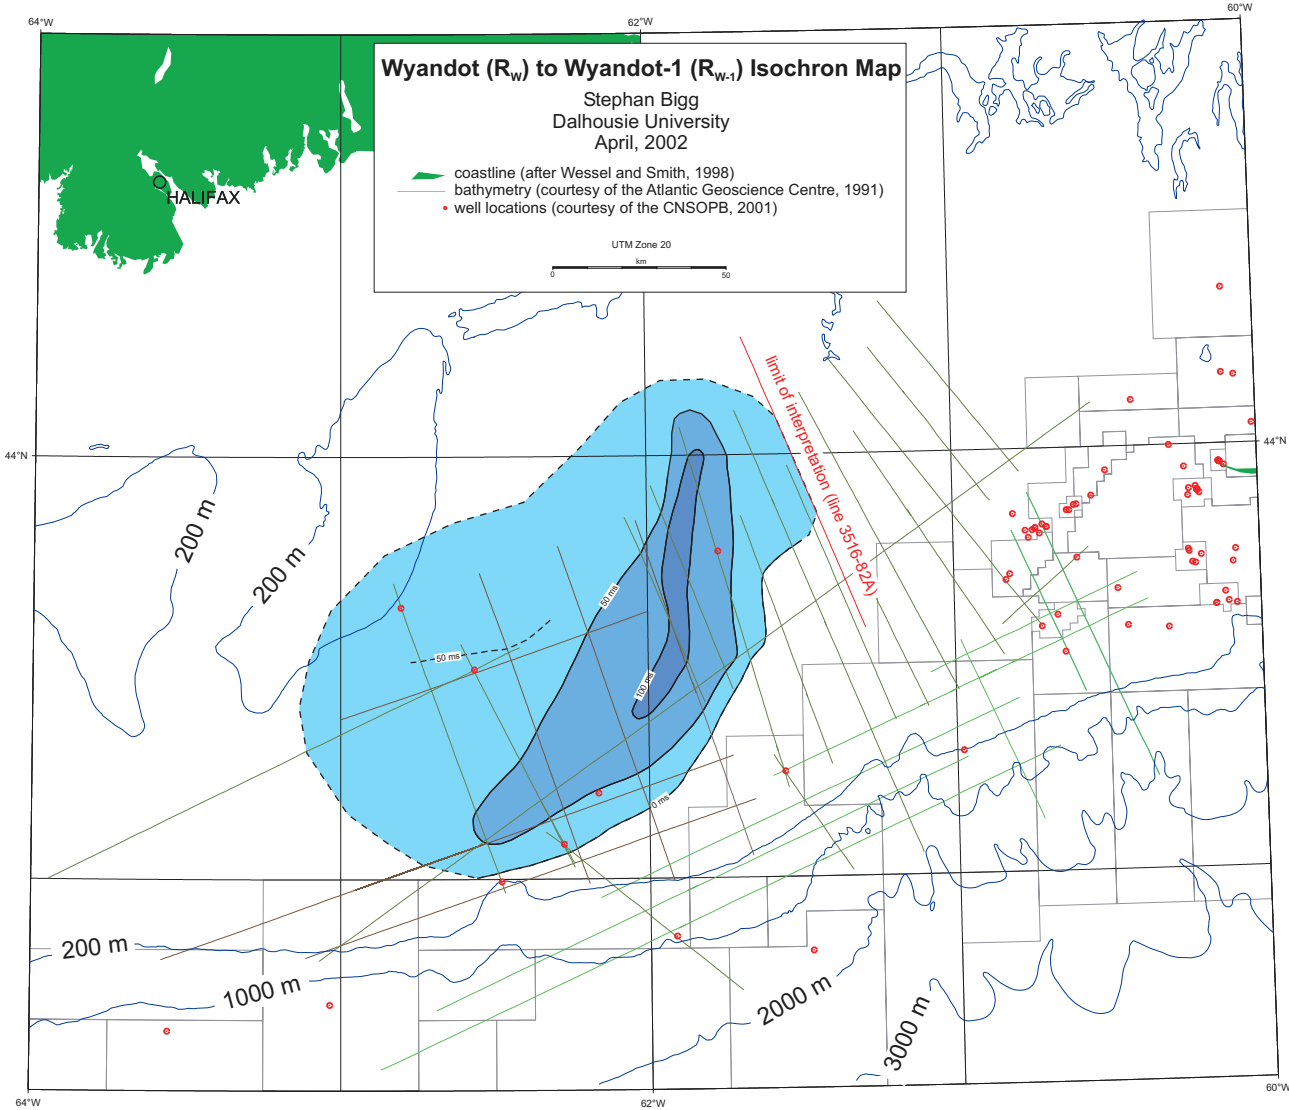 64°W
62°W
60°W
Wyandot (RW) to Wyandot-1 (RW-1) Isochron Map
Stephan Bigg
Dalhousie University
April, 2002
coastline (after Wessel and Smith, 1998)
bathymetry (courtesy of the Atlantic Geoscience Centre, 1991)
well locations (courtesy of the CNSOPB, 2001)
UTM Zone 20
km
0 50
HALIFAX
limit of interpretation (line 3516-82A)
44°N
44°N
200 m
200 m
50 ms
50 ms
100 ms
0 ms
200 m
1000 m
2000 m
3000 m
64°W
62°W
60°W